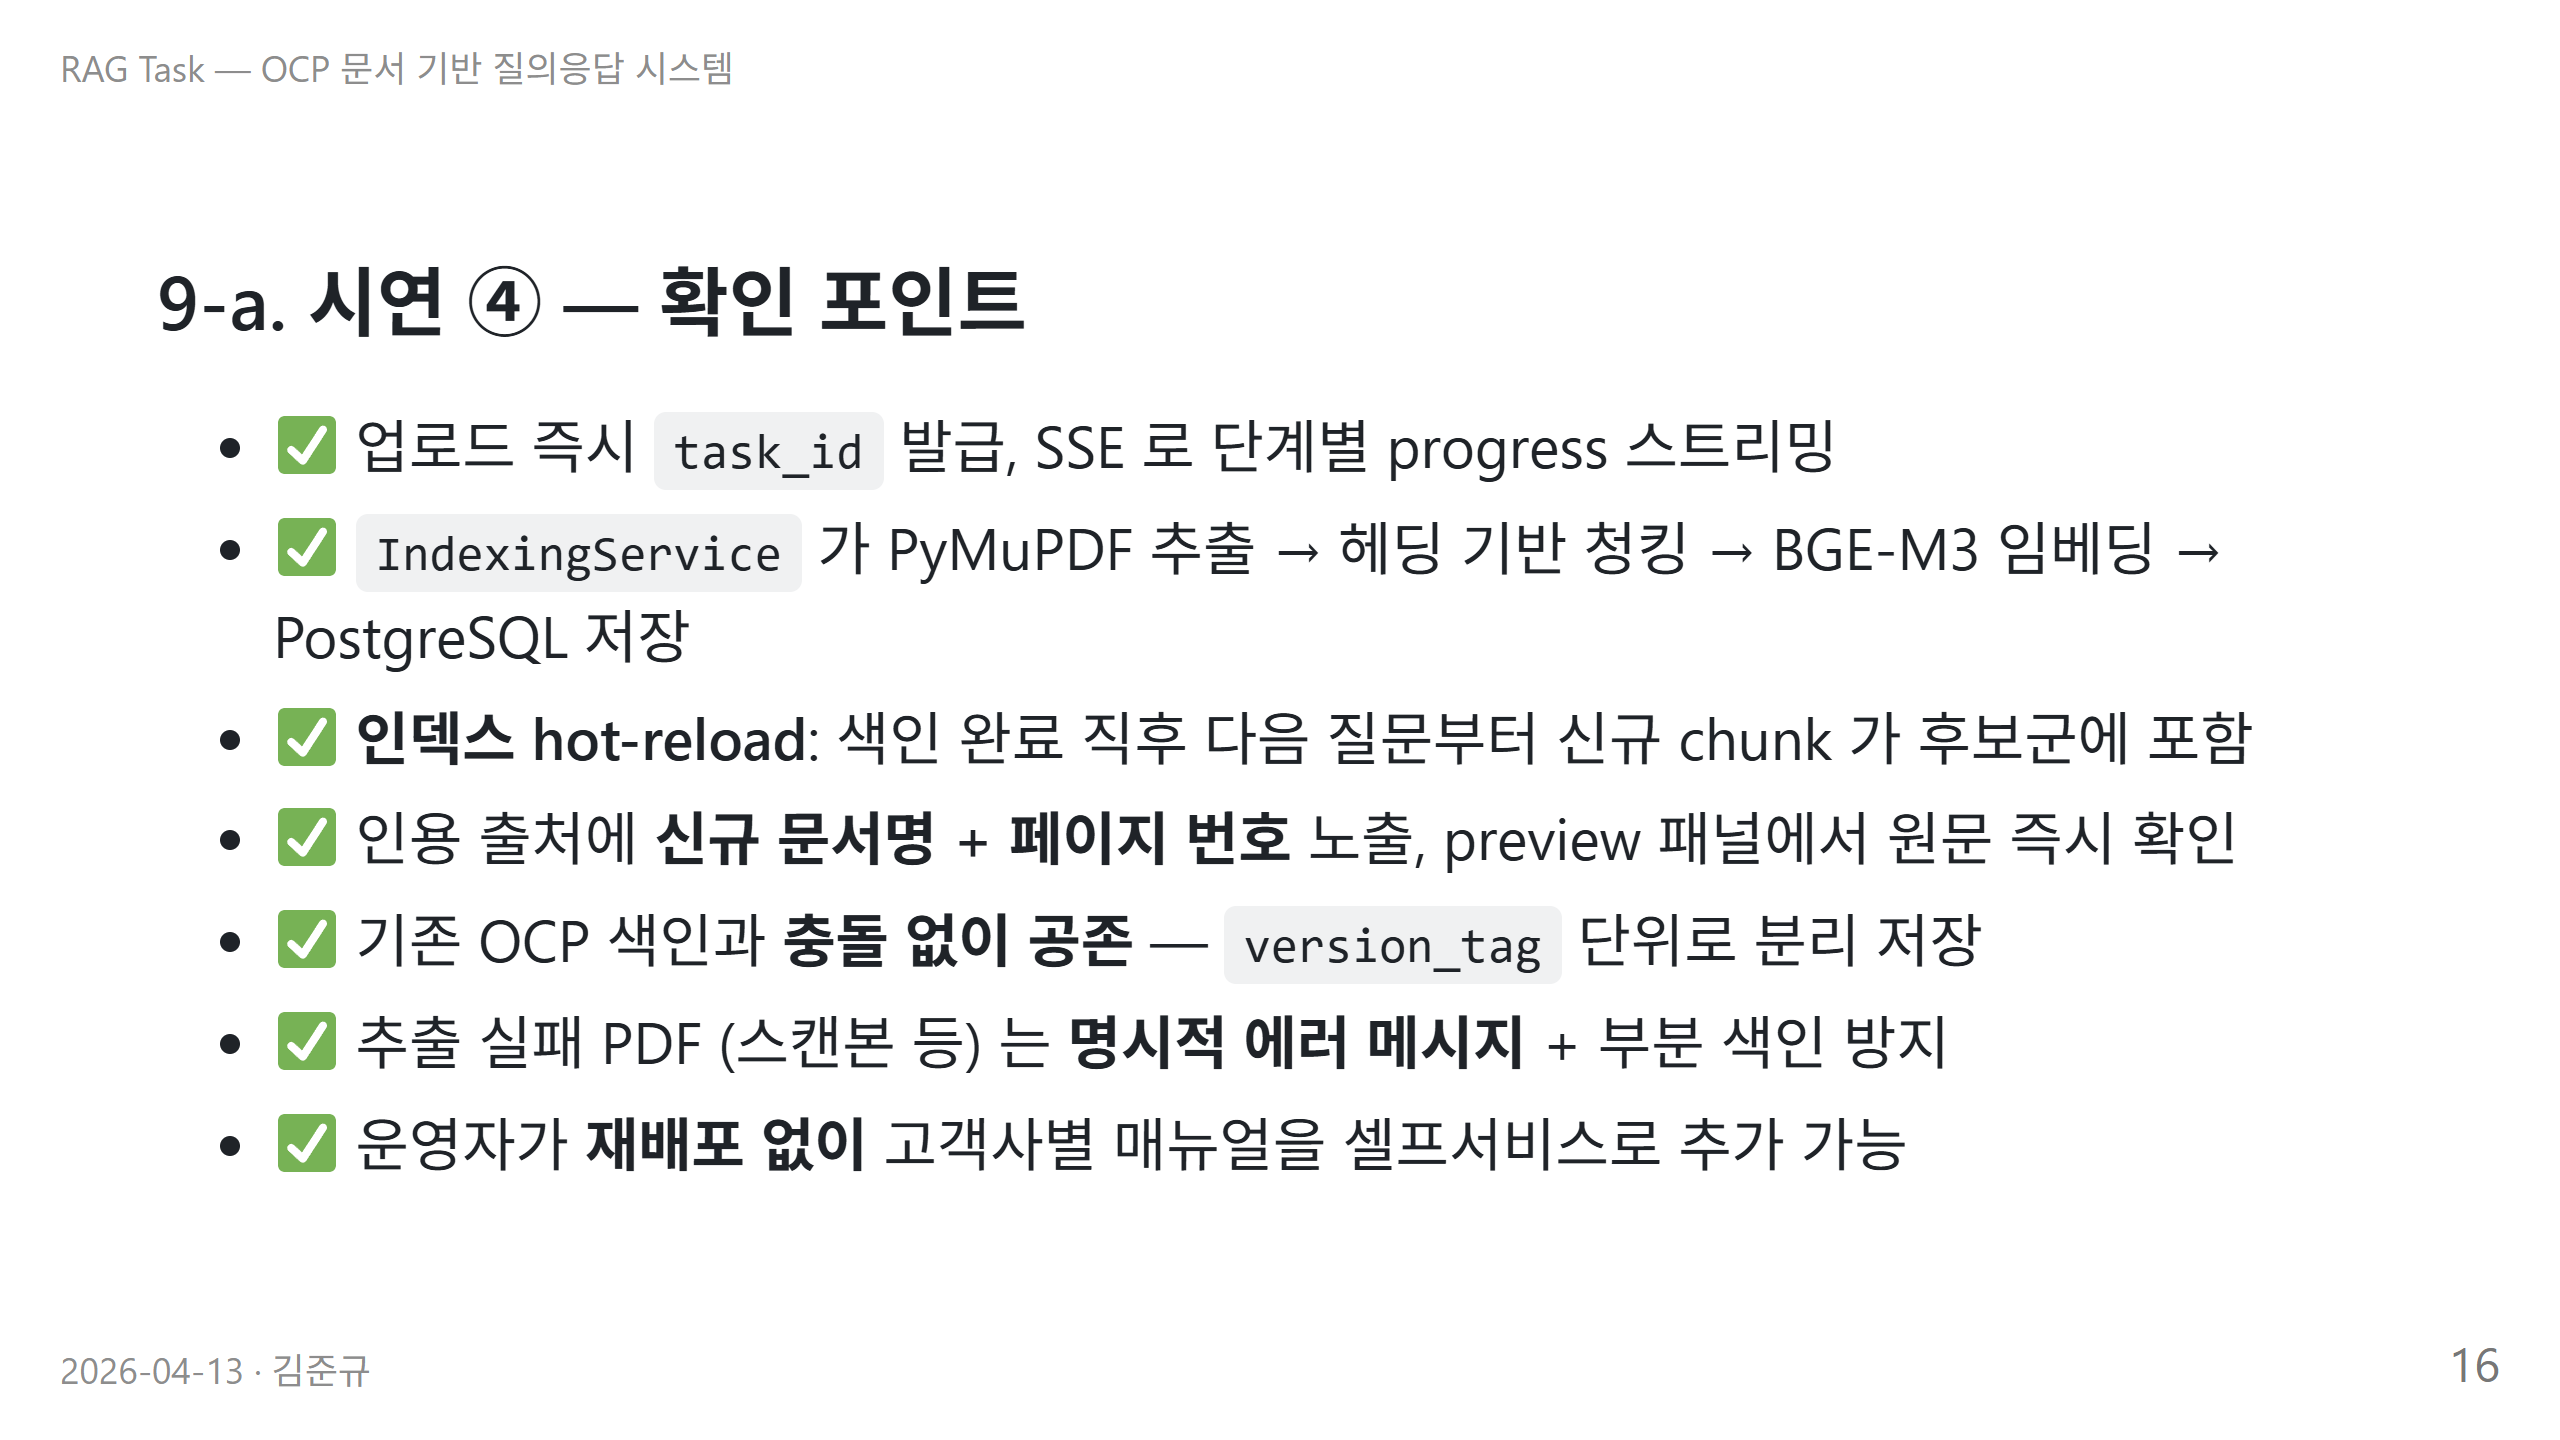 RAG Task — OCP 문서 기반 질의응답 시스템
9-a. 시연 ④ — 확인 포인트
• ✅ 업로드 즉시 task_id 발급, SSE 로 단계별 progress 스트리밍
• ✅ IndexingService 가 PyMuPDF 추출 → 헤딩 기반 청킹 → BGE-M3 임베딩 →
PostgreSQL 저장
• ✅ 인덱스 hot-reload: 색인 완료 직후 다음 질문부터 신규 chunk 가 후보군에 포함
• ✅ 인용 출처에 신규 문서명 + 페이지 번호 노출, preview 패널에서 원문 즉시 확인
• ✅ 기존 OCP 색인과 충돌 없이 공존 — version_tag 단위로 분리 저장
• ✅ 추출 실패 PDF (스캔본 등) 는 명시적 에러 메시지 + 부분 색인 방지
• ✅ 운영자가 재배포 없이 고객사별 매뉴얼을 셀프서비스로 추가 가능
2026-04-13 · 김준규
16